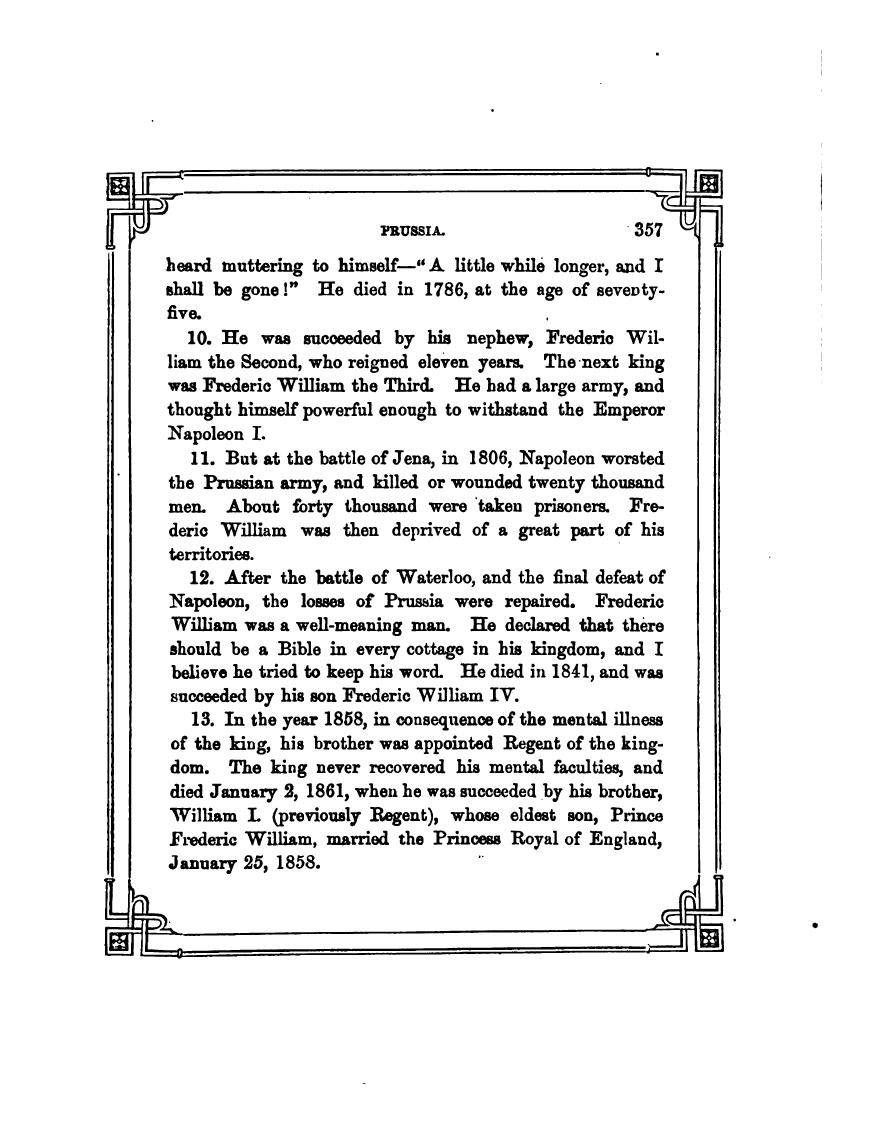 PRUSSIA. 357
heard muttering to himself—"A little while longer, and I
shall be gone!" He died in 1786, at the age of seventy-
five.
10. He was succeeded by his nephew, Frederic Wil-
liam the Second, who reigned eleven years. The next king
was Frederic William the Third. He had a large army, and
thought himself powerful enough to withstand the Emperor
Napoleon I.
11. But at the battle of Jena, in 1806, Napoleon worsted
the Prussian army, and killed or wounded twenty thousand
men. About forty thousand were taken prisoners. Fre-
deric William was then deprived of a great part of his
territories.
12. After the battle of Waterloo, and the final defeat of
Napoleon, the losses of Prussia were repaired. Frederic
William was a well-meaning man. He declared that there
should be a Bible in every cottage in his kingdom, and I
believe he tried to keep his word. He died in 1841, and was
succeeded by his son Frederic William IV.
13. In the year 1858, in consequence of the mental illness
of the king, his brother was appointed Regent of the king-
dom. The king never recovered his mental faculties, and
died January 2, 1861, when he was succeeded by his brother,
William I. (previously Regent), whose eldest son, Prince
Frederic William, married the Princess Royal of England,
January 25, 1858.